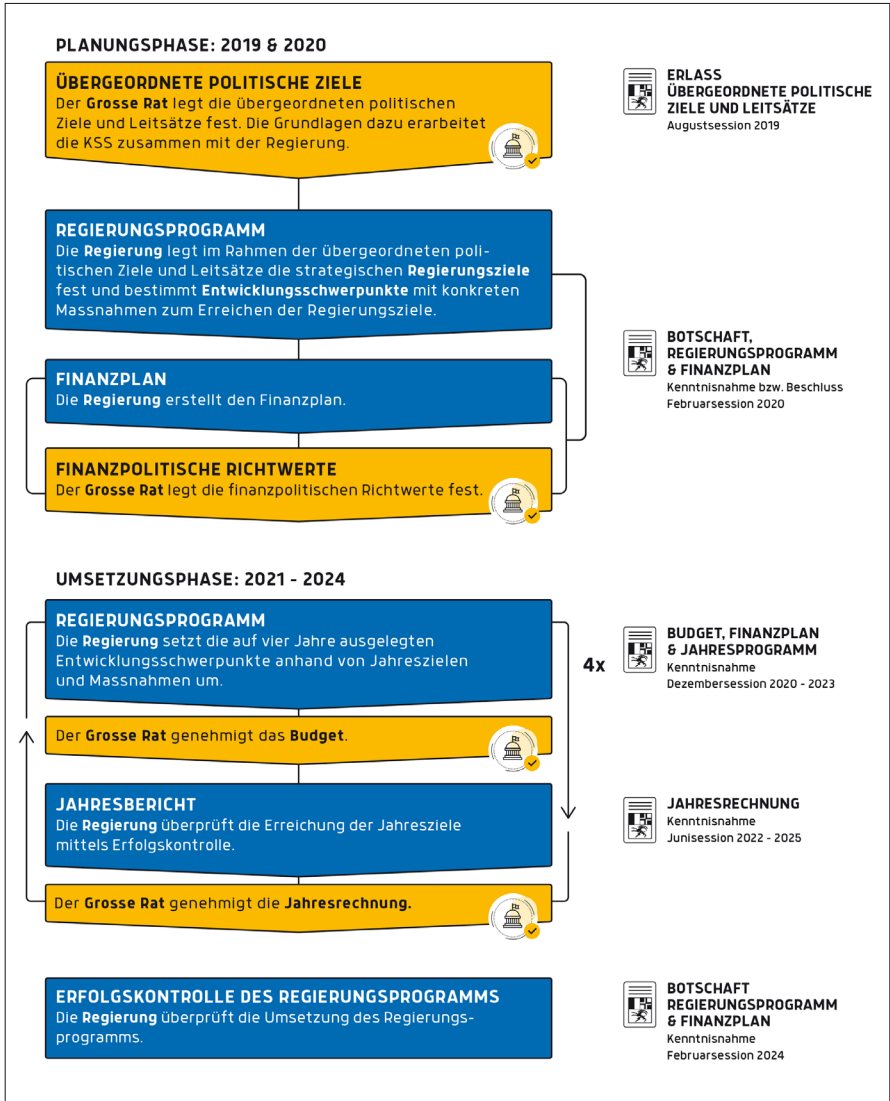 PLANUNGSPHASE: 2019 & 2020
ÜBERGEORDNETE POLITISCHE ZIELE
Der Grosse Rat legt die übergeordneten politischen
Ziele und Leitsätze fest. Die Grundlagen dazu erarbeitet
die KSS zusammen mit der Regierung.
ERLASS
ÜBERGEORDNETE POLITISCHE
ZIELE UND LEITSÄTZE
Augustsession 2019
REGIERUNGSPROGRAMM
Die Regierung legt im Rahmen der übergeordneten poli-
tischen Ziele und Leitsätze die strategischen Regierungsziele
fest und bestimmt Entwicklungsschwerpunkte mit konkreten
Massnahmen zum Erreichen der Regierungsziele.
FINANZPLAN
Die Regierung erstellt den Finanzplan.
BOTSCHAFT,
REGIERUNGSPROGRAMM
& FINANZPLAN
Kenntnisnahme bzw. Beschluss
Februarsession 2020
FINANZPOLITISCHE RICHTWERTE
Der Grosse Rat legt die finanzpolitischen Richtwerte fest.
UMSETZUNGSPHASE: 2021 - 2024
REGIERUNGSPROGRAMM
Die Regierung setzt die auf vier Jahre ausgelegten
Entwicklungsschwerpunkte anhand von Jahreszielen
und Massnahmen um.
4x
BUDGET, FINANZPLAN
& JAHRESPROGRAMM
Kenntnisnahme
Dezembersession 2020 - 2023
Der Grosse Rat genehmigt das Budget.
JAHRESBERICHT
Die Regierung überprüft die Erreichung der Jahresziele
mittels Erfolgskontrolle.
JAHRESRECHNUNG
Kenntnisnahme
Junisession 2022 - 2025
Der Grosse Rat genehmigt die Jahresrechnung.
ERFOLGSKONTROLLE DES REGIERUNGSPROGRAMMS
Die Regierung überprüft die Umsetzung des Regierungs-
programms.
BOTSCHAFT
REGIERUNGSPROGRAMM
& FINANZPLAN
Kenntnisnahme
Februarsession 2024